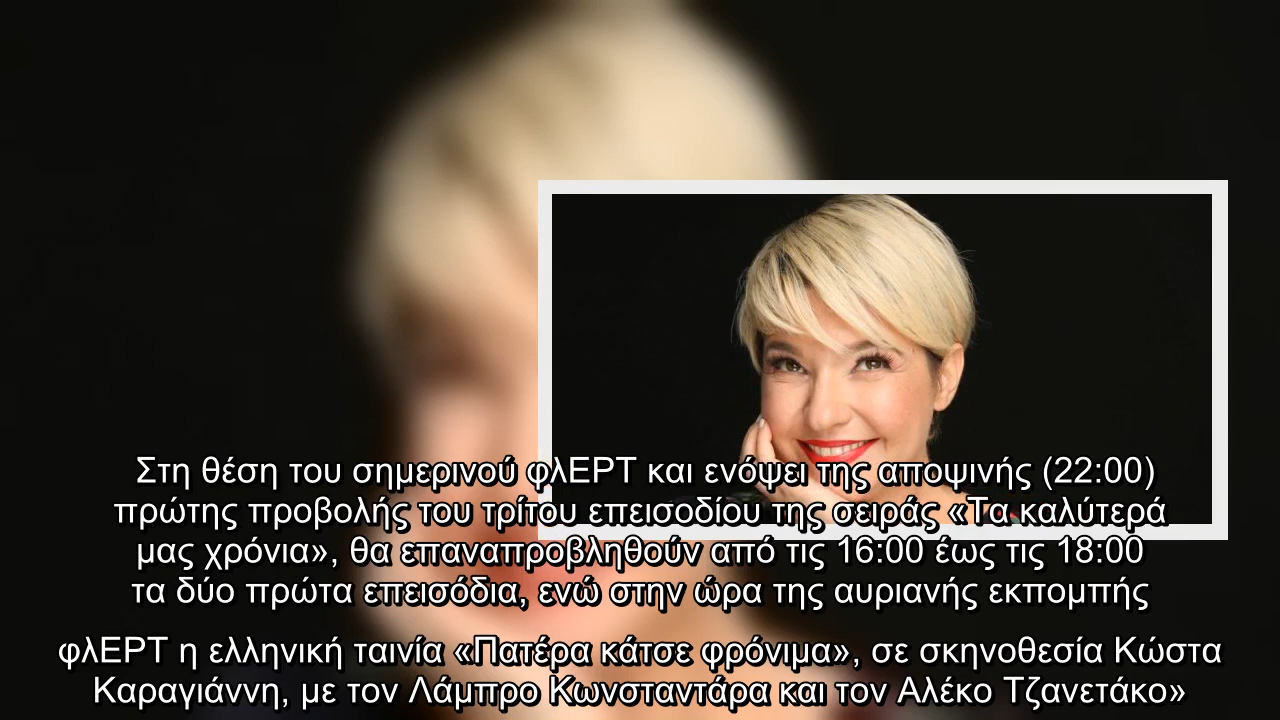 Στη θέση του σημερινού φλΕΡΤ και ενόψει της αποψινής (22:00)
πρώτης προβολής του τρίτου επεισοδίου της σειράς «Τα καλύτερά
μας χρόνια», θα επαναπροβληθούν από τις 16:00 έως τις 18:00
τα δύο πρώτα επεισόδια, ενώ στην ώρα της αυριανής εκπομπής
φλΕΡΤ η ελληνική ταινία «Πατέρα κάτσε φρόνιμα», σε σκηνοθεσία Κώστα
Καραγιάννη, με τον Λάμπρο Κωνσταντάρα και τον Αλέκο Τζανετάκο»